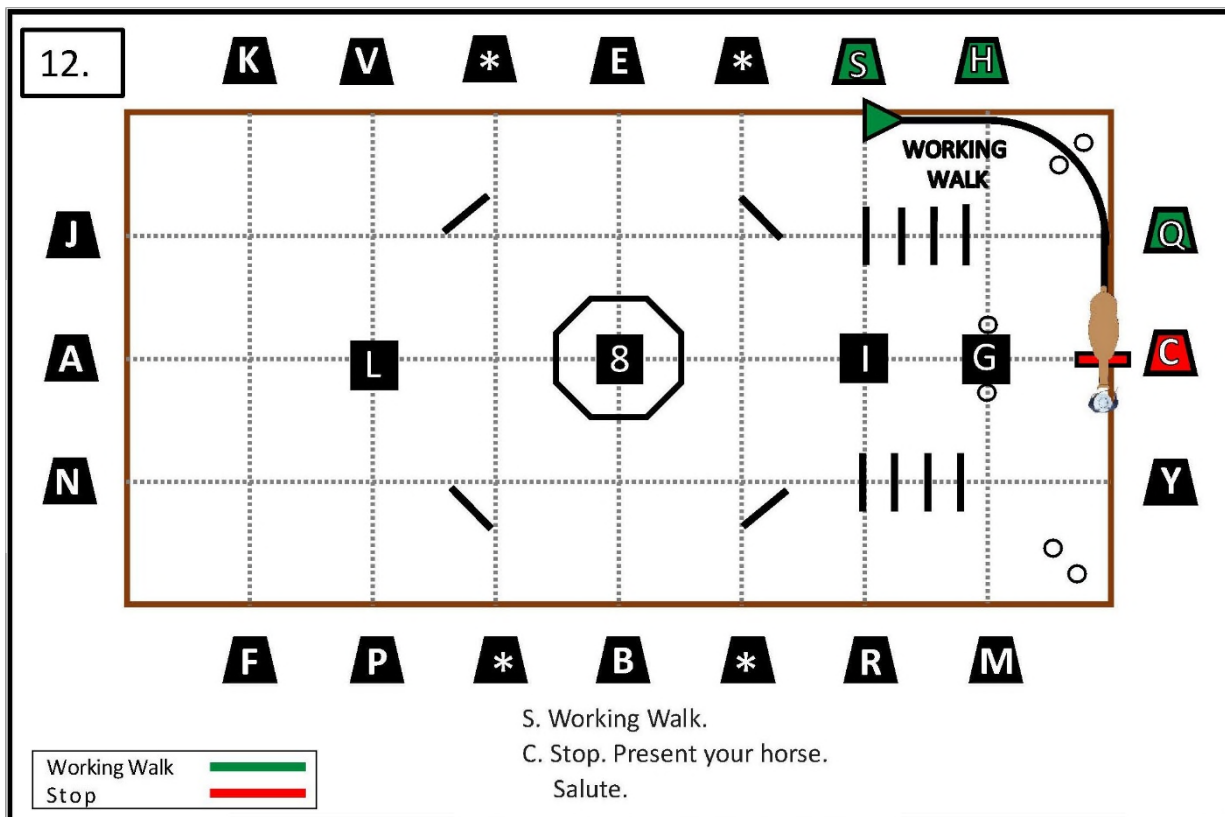 12.
K V * E * S H
WORKING
WALK
J Q
A L 8 I G C
N Y
F P * B * R M
S. Working Walk.
C. Stop. Present your horse.
Salute.
Working Walk
Stop